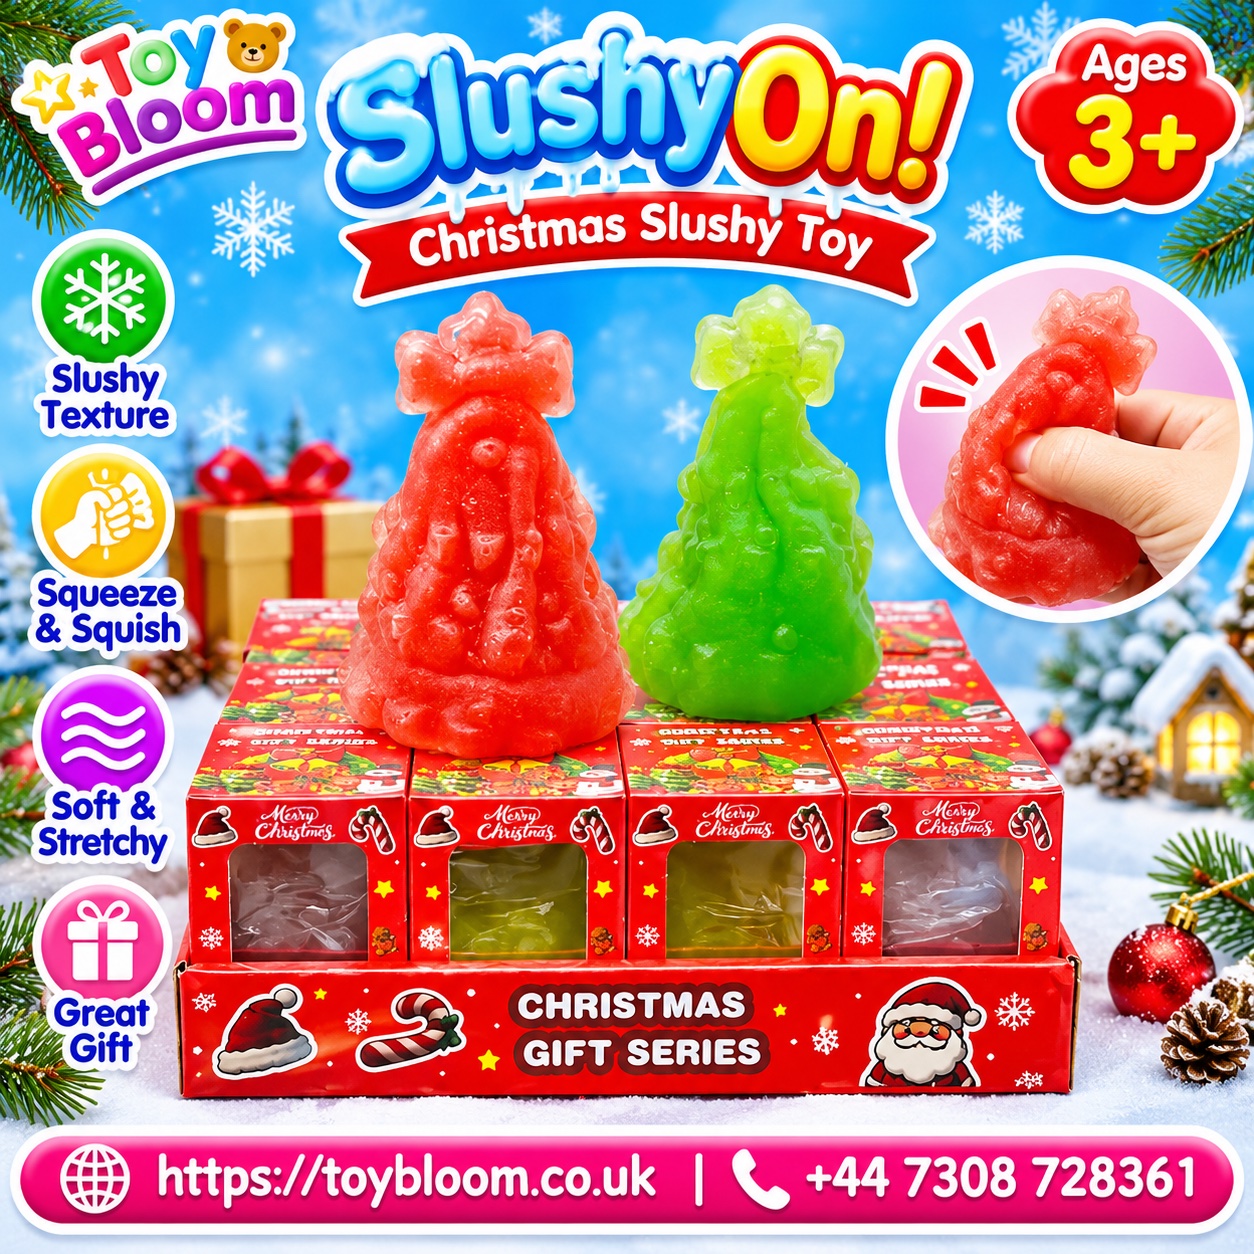 Toy
Bloom
SlushyOn!
Christmas Slushy Toy
Ages
3+
Slushy
Texture
Squeeze
& Squish
Soft &
Stretchy
Great
Gift
Merry
Christmas
Merry
Christmas
Merry
Christmas
Merry
Christmas
CHRISTMAS
GIFT SERIES
https://toybloom.co.uk | +44 7308 728361